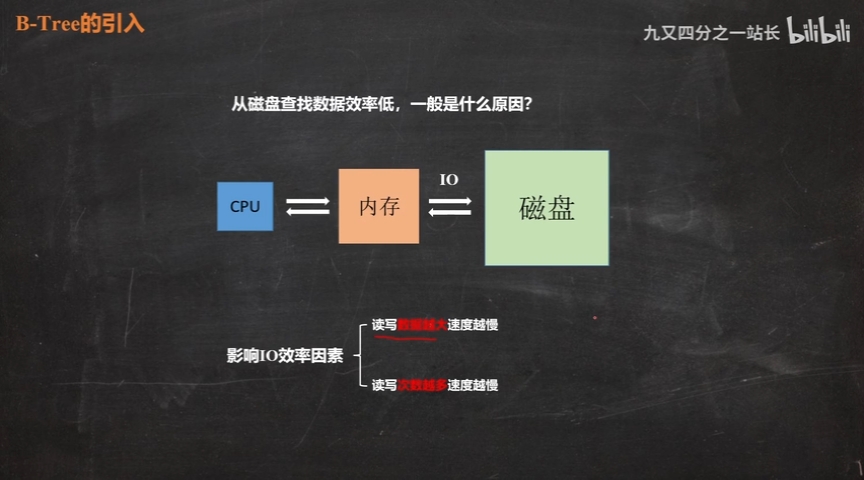 B-Tree的引入
九又四分之一站长 bilibili
从磁盘查找数据效率低，一般是什么原因？
IO
CPU
内存
磁盘
读写数据越大速度越慢
影响IO效率因素
读写次数越多速度越慢